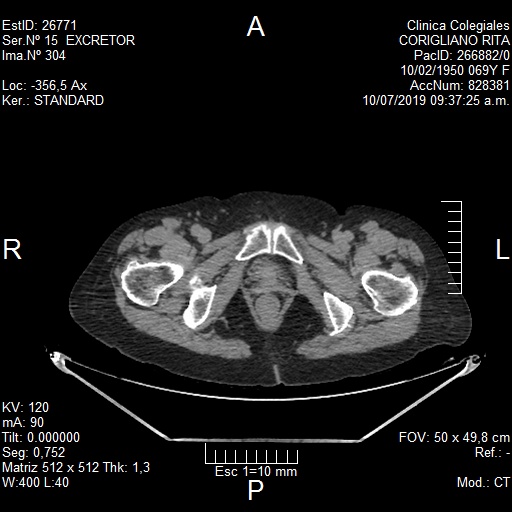 EstID: 26771
Ser.Nº 15 EXCRETOR
Ima.Nº 304
Loc: -356,5 Ax
Ker.: STANDARD
A
Clinica Colegiales
CORIGLIANO RITA
PacID: 266882/0
10/02/1950 069Y F
AccNum: 828381
10/07/2019 09:37:25 a.m.
R
L
KV: 120
mA: 90
Tilt: 0.000000
Seg: 0,752
Matriz 512 x 512 Thk: 1,3
W:400 L:40
Esc 1=10 mm
P
FOV: 50 x 49,8 cm
Ref.: -
Mod.: CT